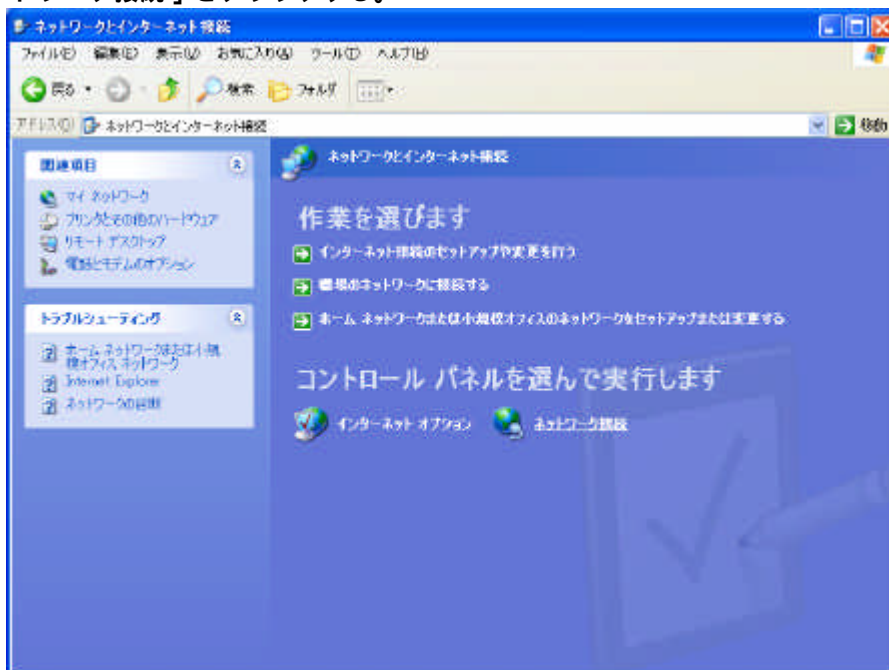 ネットワークとインターネット接続
ファイル(F) 編集(E) 表示(V) お気に入り(A) ツール(T) ヘルプ(H)
戻る 検索 フォルダ
アドレス(D) ネットワークとインターネット接続 移動
関連項目
マイ ネットワーク
プリンタとその他のハードウェア
リモート デスクトップ
電話とモデムのオプション
トラブルシューティング
ホーム ネットワークまたは小規
模オフィス ネットワーク
Internet Explorer
ネットワークの診断
ネットワークとインターネット接続
作業を選びます
インターネット接続のセットアップや変更を行う
職場のネットワークに接続する
ホーム ネットワークまたは小規模オフィスのネットワークをセットアップまたは変更する
コントロール パネルを選んで実行します
インターネット オプション ネットワーク接続